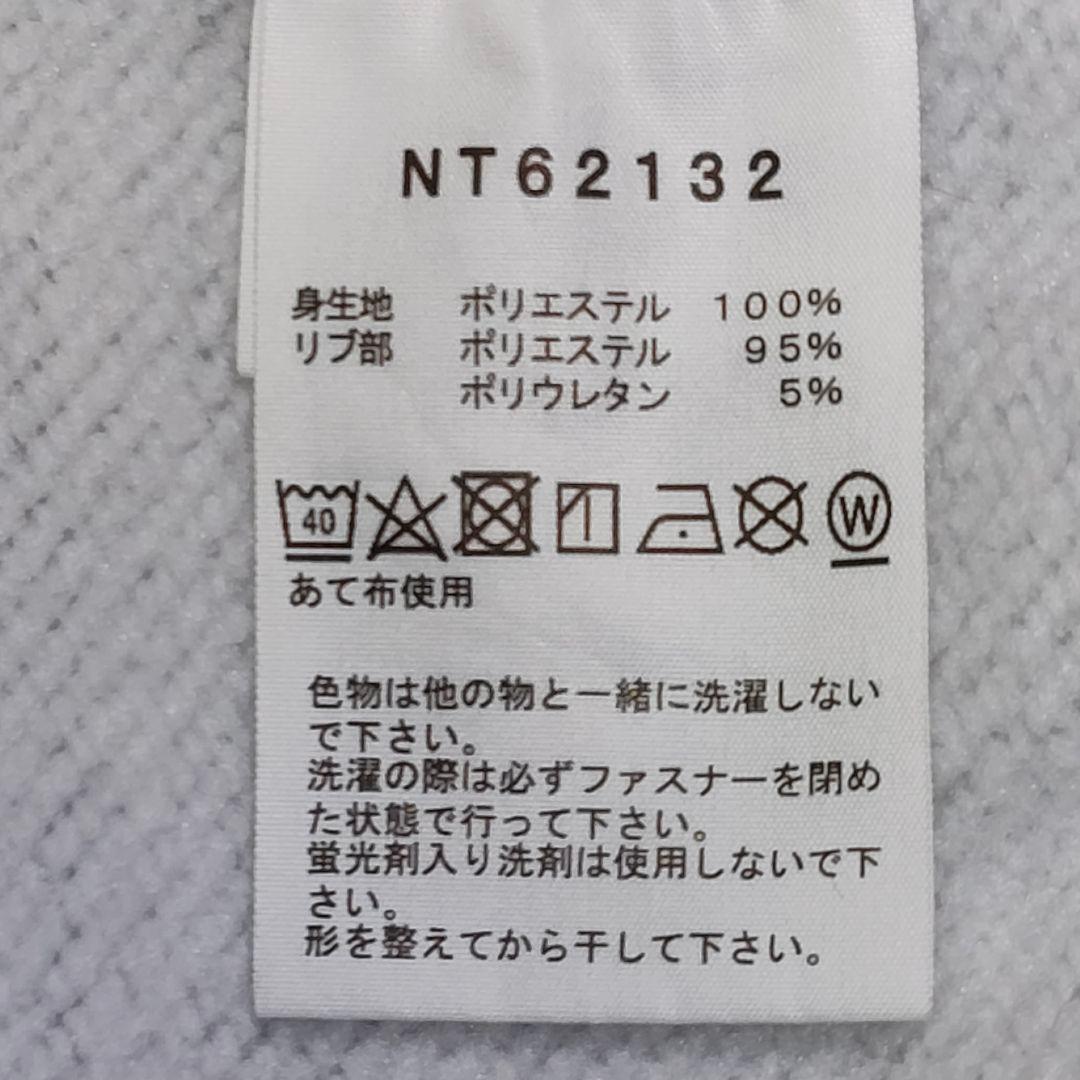 NT62132
身生地 ポリエステル 100%
リブ部 ポリエステル 95%
ポリウレタン 5%
40 W
あて布使用
色物は他の物と一緒に洗濯しない
で下さい。
洗濯の際は必ずファスナーを閉め
た状態で行って下さい。
蛍光剤入り洗剤は使用しないで下
さい。
形を整えてから干して下さい。